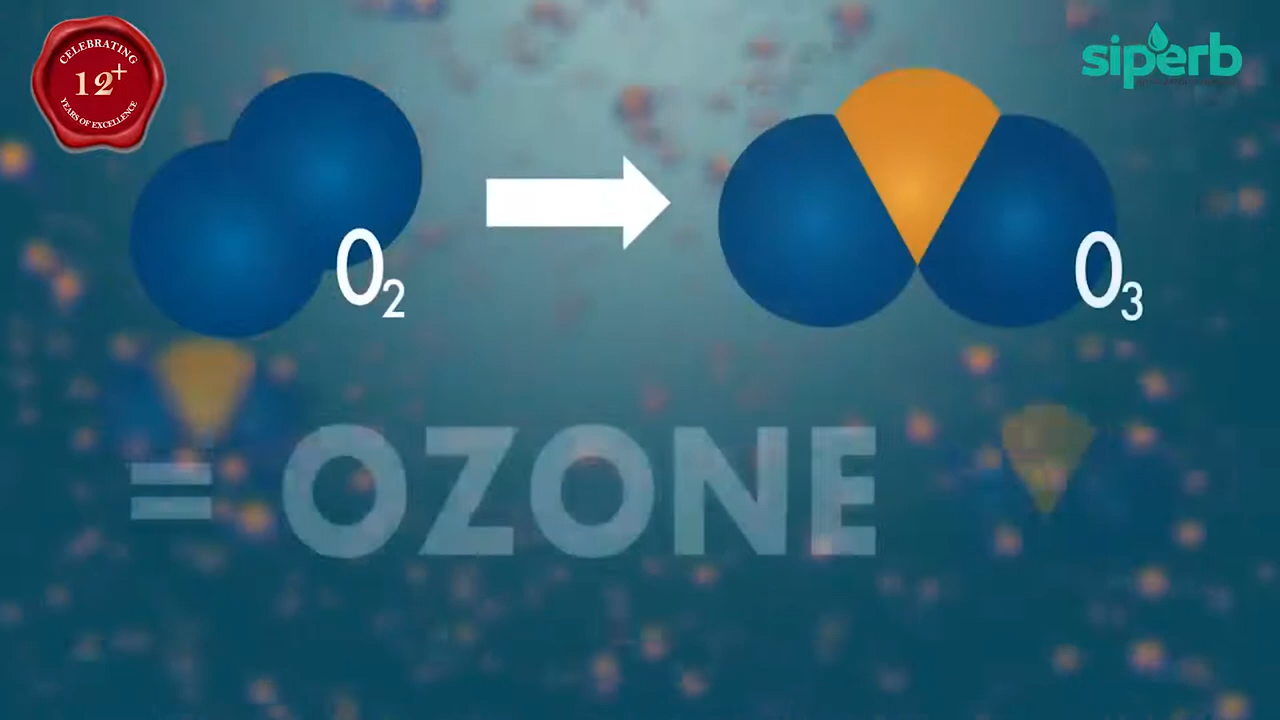 CELEBRATING
12+
YEARS OF EXCELLENCE
siperb
O2
O3
= OZONE